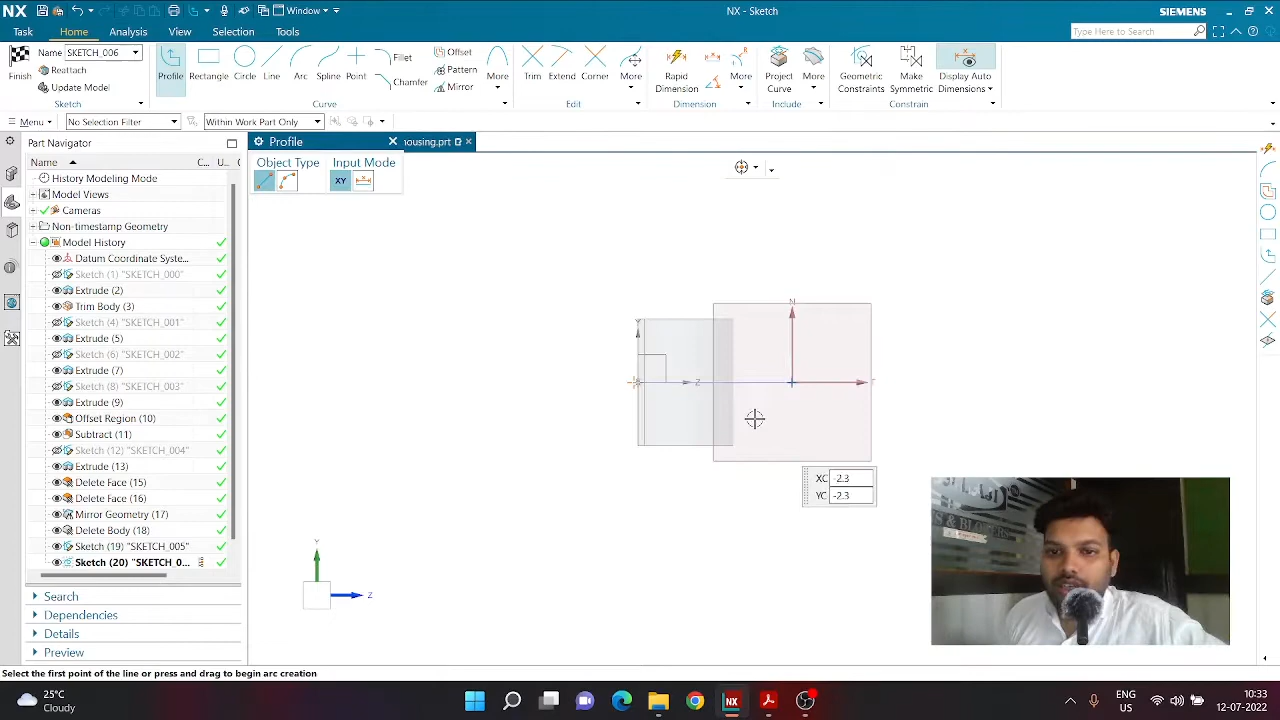 NX
Window
NX - Sketch
SIEMENS
Task
Home
Analysis
View
Selection
Tools
Type Here to Search
Finish
Name SKETCH_006
Reattach
Update Model
Sketch
Profile
Rectangle
Circle
Line
Arc
Spline
Point
Fillet
Chamfer
Offset
Pattern
Mirror
More
Curve
Trim
Extend
Corner
More
Edit
Rapid
Dimension
More
Dimension
Project
Curve
More
Include
Geometric
Constraints
Make
Symmetric
Display Auto
Dimensions
Constrain
Menu
No Selection Filter
Within Work Part Only
Part Navigator
Profile
housing.prt
Object Type
Input Mode
XY
Name
C...
U...
History Modeling Mode
Model Views
Cameras
Non-timestamp Geometry
Model History
Datum Coordinate Syste...
Sketch (1) "SKETCH_000"
Extrude (2)
Trim Body (3)
Sketch (4) "SKETCH_001"
Extrude (5)
Sketch (6) "SKETCH_002"
Extrude (7)
Sketch (8) "SKETCH_003"
Extrude (9)
Offset Region (10)
Subtract (11)
Sketch (12) "SKETCH_004"
Extrude (13)
Delete Face (15)
Delete Face (16)
Mirror Geometry (17)
Delete Body (18)
Sketch (19) "SKETCH_005"
Sketch (20) "SKETCH_0...
Search
Dependencies
Details
Preview
N
Y
Z
T
XC -2.3
YC -2.3
Y
Z
Select the first point of the line or press and drag to begin arc creation
25°C
Cloudy
NX
ENG
US
10:33
12-07-2022